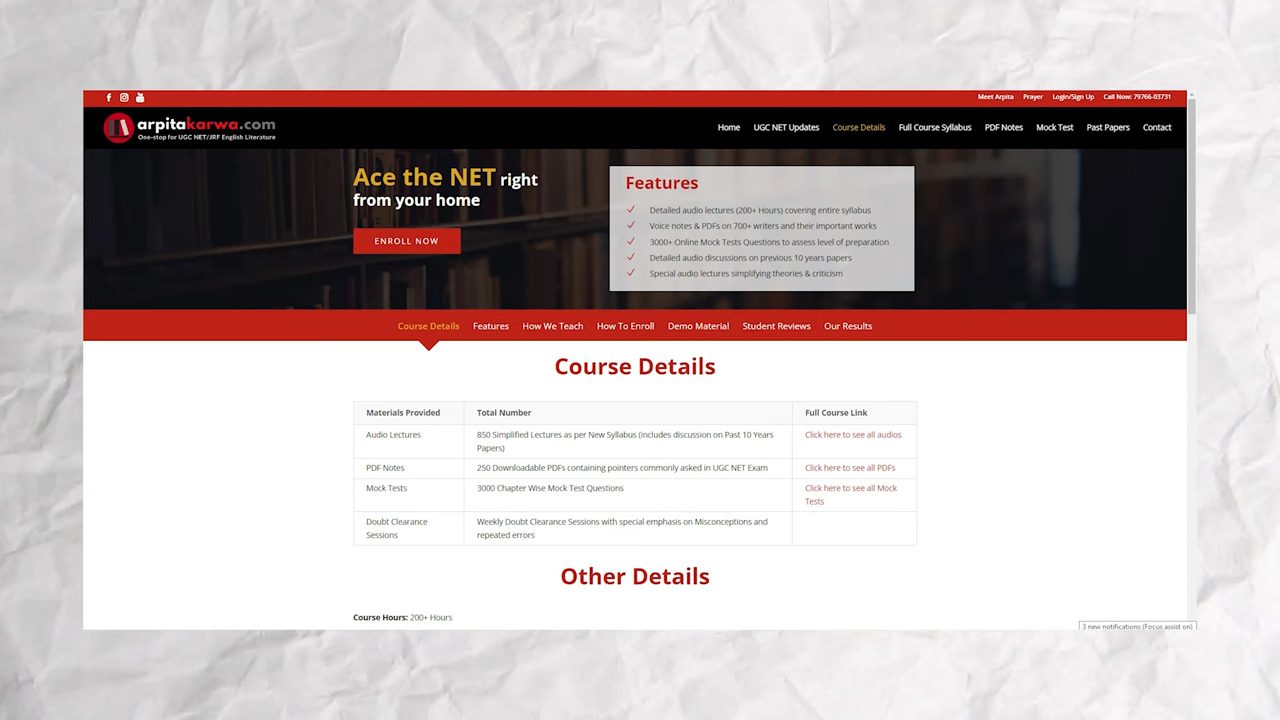 Meet Arpita Prayer Login/Sign Up Call Now: 79766-03731
arpitakarwa.com
One-stop for UGC NET/JRF English Literature
Home UGC NET Updates Course Details Full Course Syllabus PDF Notes Mock Test Past Papers Contact
Ace the NET right
from your home
ENROLL NOW
Features
Detailed audio lectures (200+ Hours) covering entire syllabus
Voice notes & PDFs on 700+ writers and their important works
3000+ Online Mock Tests Questions to assess level of preparation
Detailed audio discussions on previous 10 years papers
Special audio lectures simplifying theories & criticism
Course Details Features How We Teach How To Enroll Demo Material Student Reviews Our Results
Course Details
Materials Provided Total Number Full Course Link
Audio Lectures 850 Simplified Lectures as per New Syllabus (includes discussion on Past 10 Years Click here to see all audios
Papers)
PDF Notes 250 Downloadable PDFs containing pointers commonly asked in UGC NET Exam Click here to see all PDFs
Mock Tests 3000 Chapter Wise Mock Test Questions Click here to see all Mock
Tests
Doubt Clearance Weekly Doubt Clearance Sessions with special emphasis on Misconceptions and
Sessions repeated errors
Other Details
Course Hours: 200+ Hours
3 new notifications (Focus assist on)